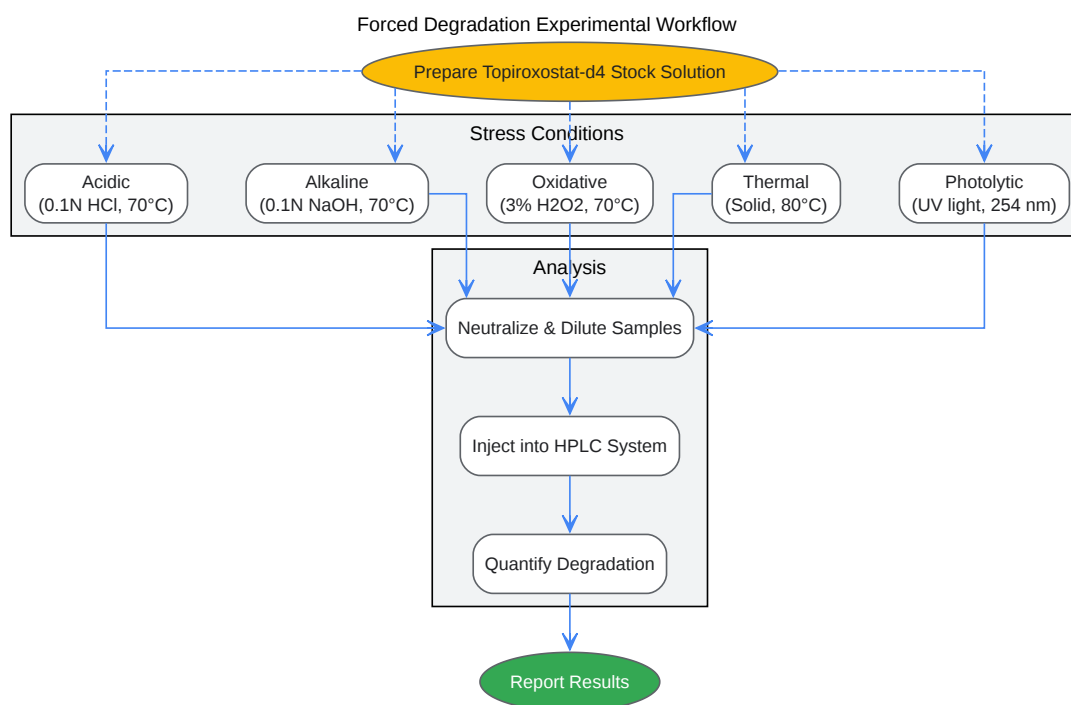 Forced Degradation Experimental Workflow
Prepare Topiroxostat-d4 Stock Solution
Stress Conditions
Acidic
(0.1N HCl, 70°C)
Alkaline
(0.1N NaOH, 70°C)
Oxidative
(3% H2O2, 70°C)
Thermal
(Solid, 80°C)
Photolytic
(UV light, 254 nm)
Analysis
Neutralize & Dilute Samples
Inject into HPLC System
Quantify Degradation
Report Results